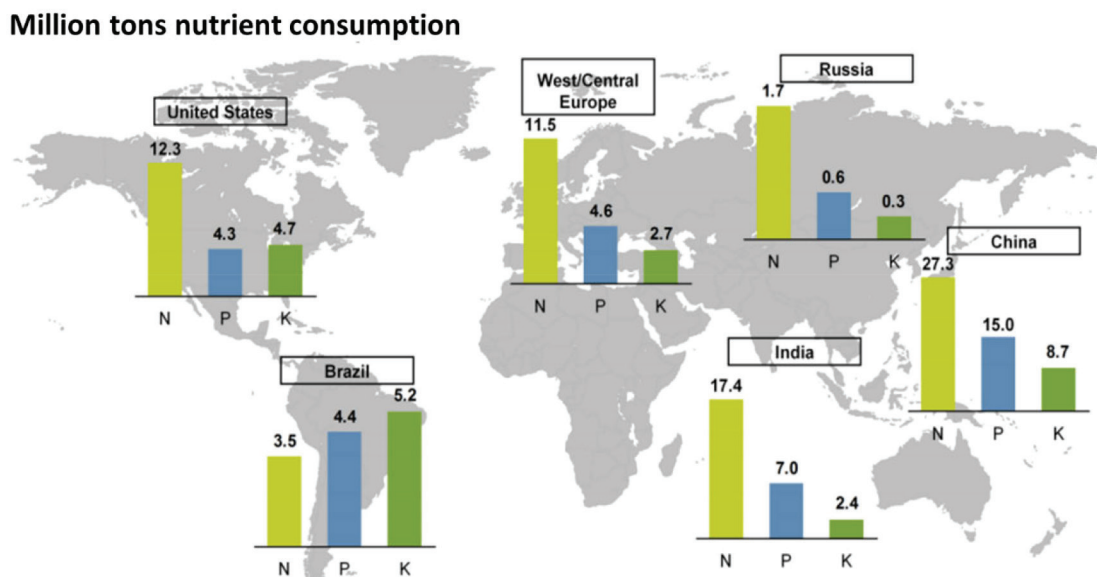 Million tons nutrient consumption
United States
12.3
4.3
4.7
N P K
West/Central
Europe
11.5
4.6
2.7
N P K
Russia
1.7
0.6
0.3
N P K
China
27.3
15.0
8.7
N P K
Brazil
3.5
4.4
5.2
N P K
India
17.4
7.0
2.4
N P K